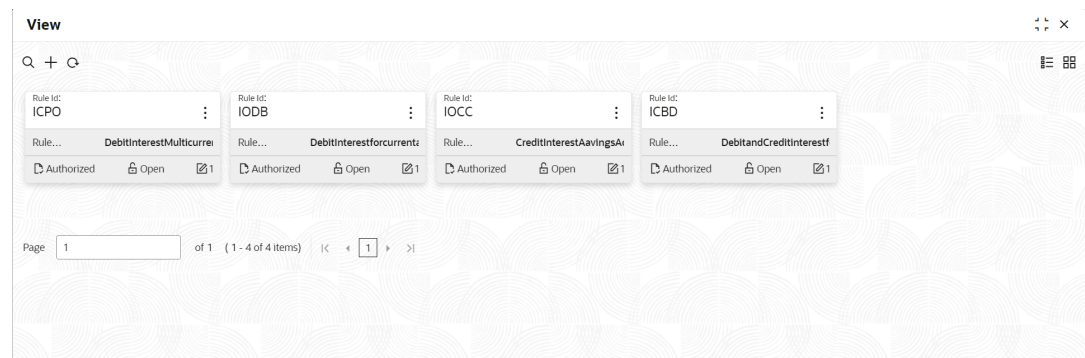 View
Rule Id:
ICPO
Rule... DebitInterestMulticurre
Authorized Open 1
Rule Id:
IODB
Rule... DebitInterestforcurrenta
Authorized Open 1
Rule Id:
IOCC
Rule... CreditInterestAavingsA
Authorized Open 1
Rule Id:
ICBD
Rule... DebitandCreditInterestf
Authorized Open 1
Page 1 of 1 ( 1 - 4 of 4 items) 1